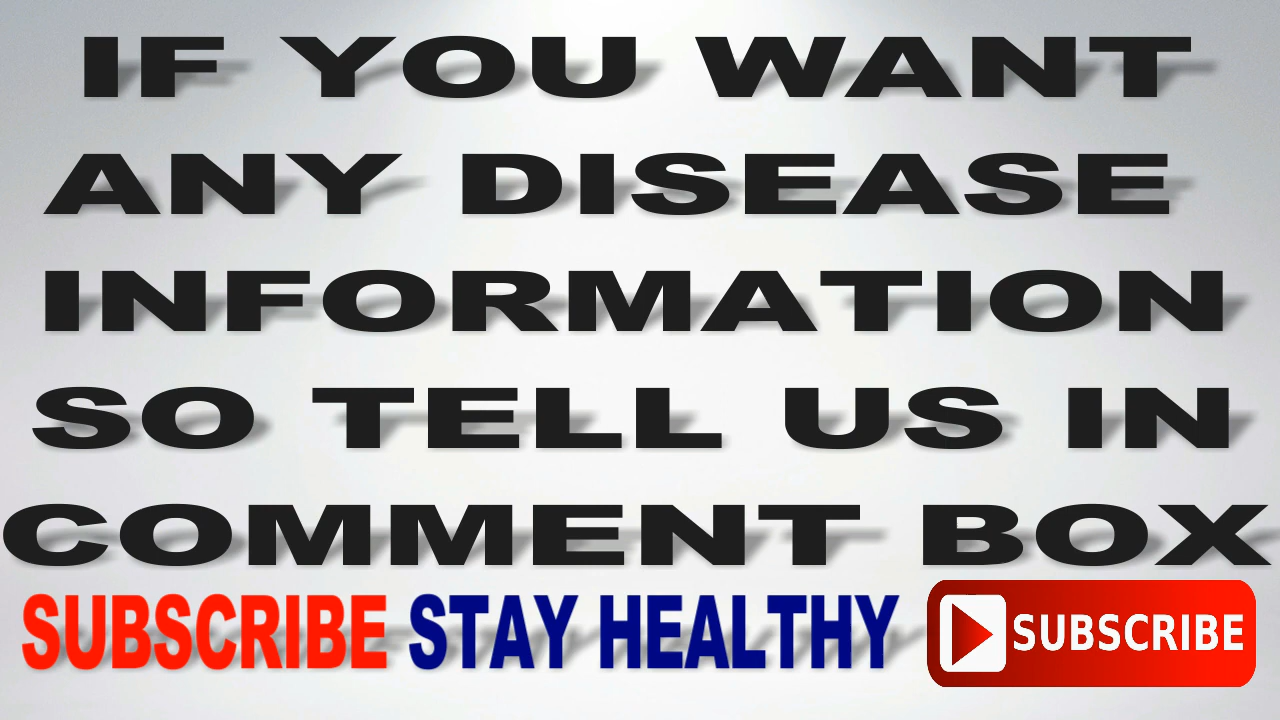 IF YOU WANT
ANY DISEASE
INFORMATION
SO TELL US IN
COMMENT BOX
SUBSCRIBE STAY HEALTHY SUBSCRIBE